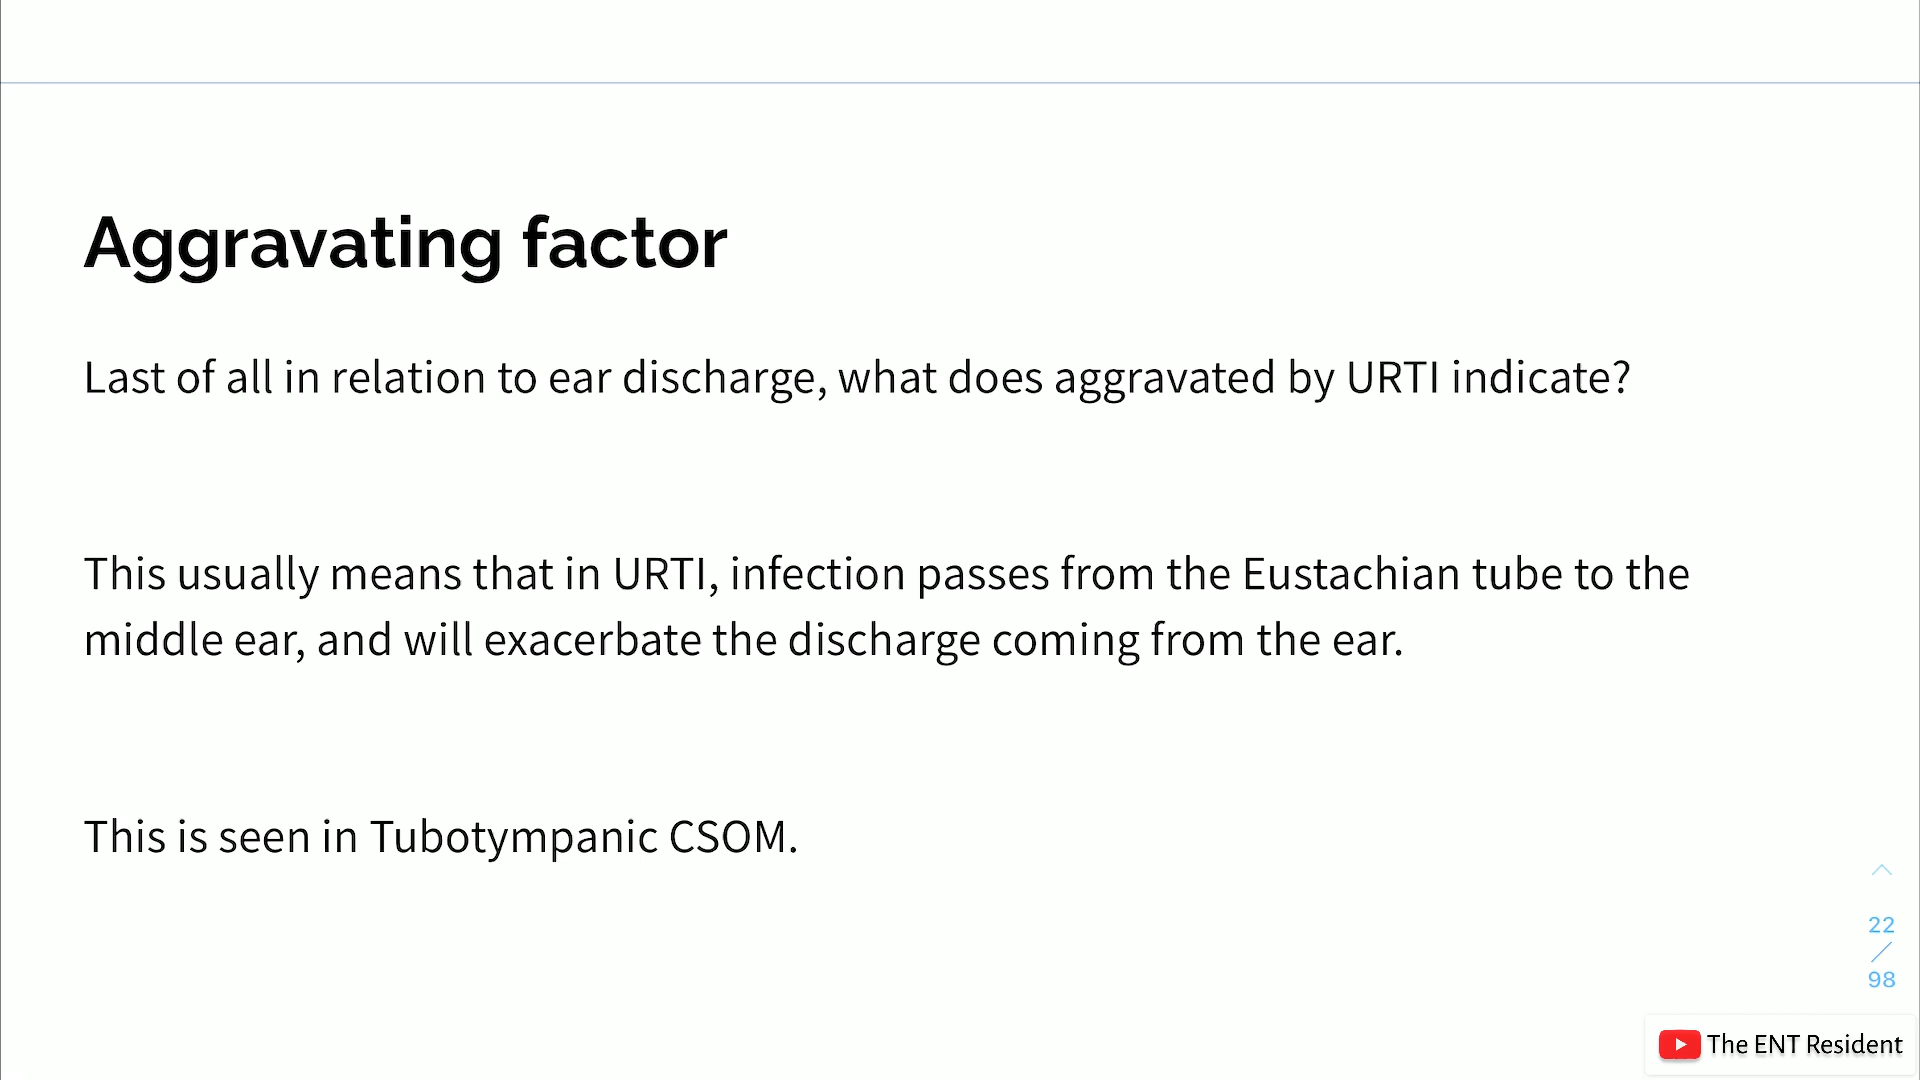 Aggravating factor
Last of all in relation to ear discharge, what does aggravated by URTI indicate?
This usually means that in URTI, infection passes from the Eustachian tube to the
middle ear, and will exacerbate the discharge coming from the ear.
This is seen in Tubotympanic CSOM.
22
/
98
The ENT Resident